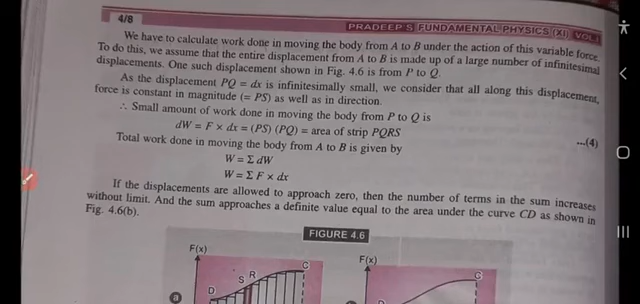 4/8
PRADEEP'S FUNDAMENTAL PHYSICS (XI) VOL.I
We have to calculate work done in moving the body from A to B under the action of this variable force.
To do this, we assume that the entire displacement from A to B is made up of a large number of infinitesimal
displacements. One such displacement shown in Fig. 4.6 is from P to Q.
As the displacement PQ = dx is infinitesimally small, we consider that all along this displacement,
force is constant in magnitude (= PS) as well as in direction.
∴ Small amount of work done in moving the body from P to Q is
dW = F × dx = (PS) (PQ) = area of strip PQRS ...(4)
Total work done in moving the body from A to B is given by
W = Σ dW
W = Σ F × dx
If the displacements are allowed to approach zero, then the number of terms in the sum increases
without limit. And the sum approaches a definite value equal to the area under the curve CD as shown in
Fig. 4.6(b).
FIGURE 4.6
F(x) F(x)
C C
S R
D D
a